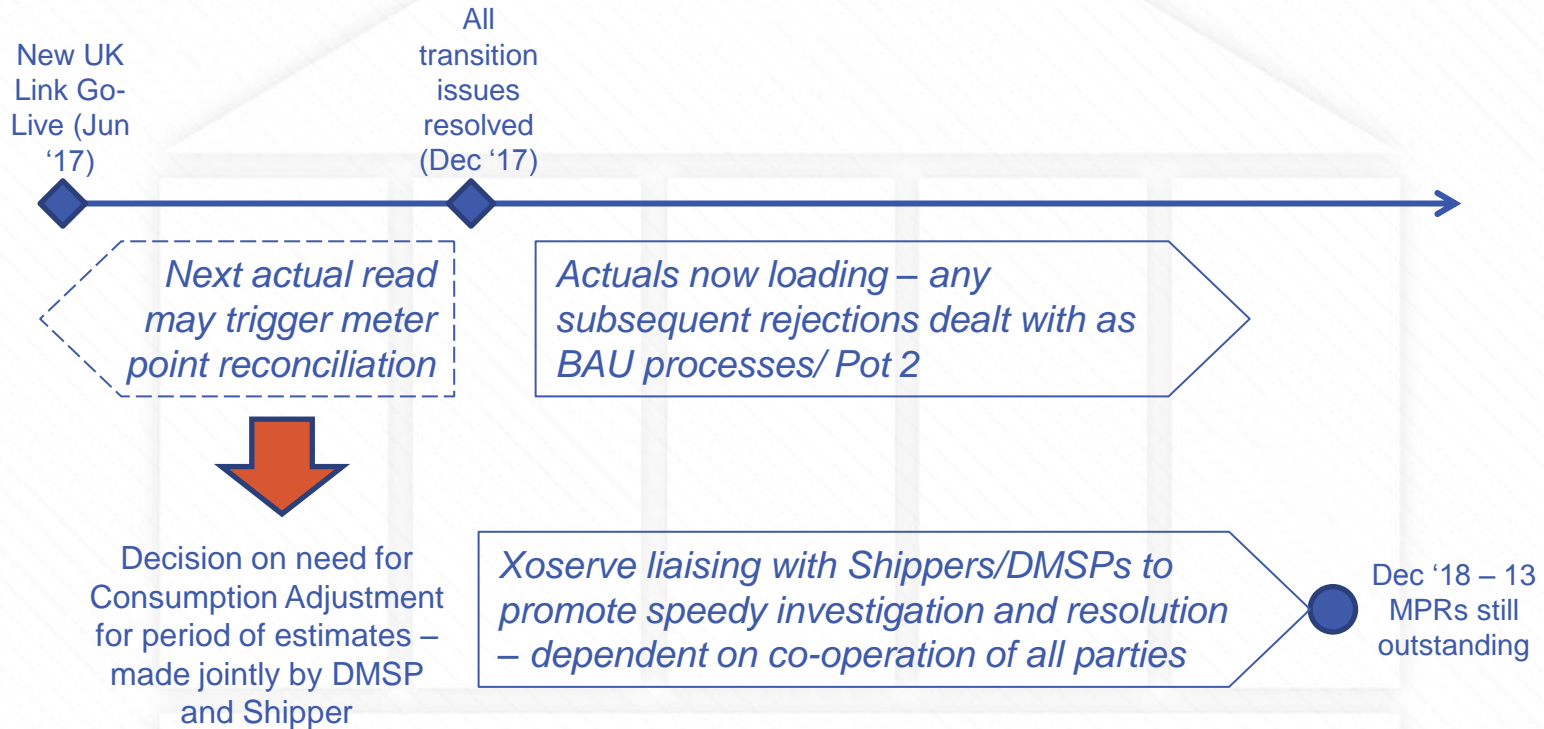 New UK
Link Go-
Live (Jun
‘17)
All
transition
issues
resolved
(Dec ‘17)
Next actual read
may trigger meter
point reconciliation
Actuals now loading – any
subsequent rejections dealt with as
BAU processes/ Pot 2
Decision on need for
Consumption Adjustment
for period of estimates –
made jointly by DMSP
and Shipper
Xoserve liaising with Shippers/DMSPs to
promote speedy investigation and resolution
– dependent on co-operation of all parties
Dec ‘18 – 13
MPRs still
outstanding